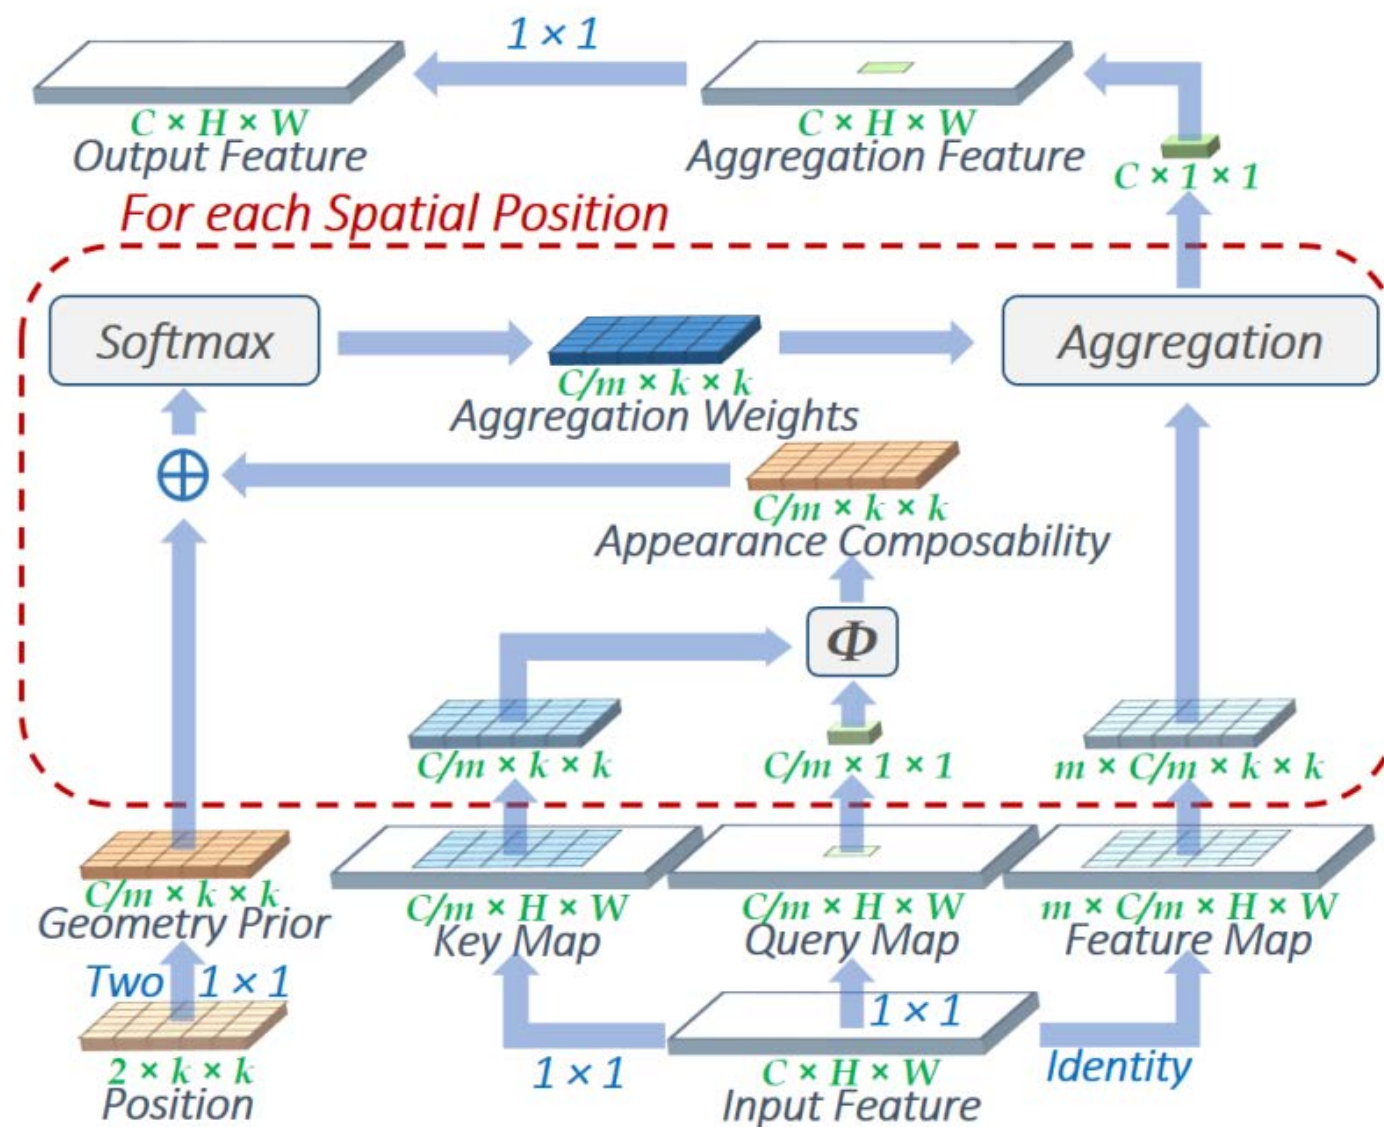 1 × 1
C × H × W
Output Feature
C × H × W
Aggregation Feature
C × 1 × 1
For each Spatial Position
Softmax
C/m × k × k
Aggregation Weights
Aggregation
C/m × k × k
Appearance Composability
Φ
C/m × k × k
C/m × 1 × 1
m × C/m × k × k
C/m × k × k
Geometry Prior
C/m × H × W
Key Map
C/m × H × W
Query Map
m × C/m × H × W
Feature Map
Two 1 × 1
2 × k × k
Position
1 × 1
1 × 1
Identity
C × H × W
Input Feature